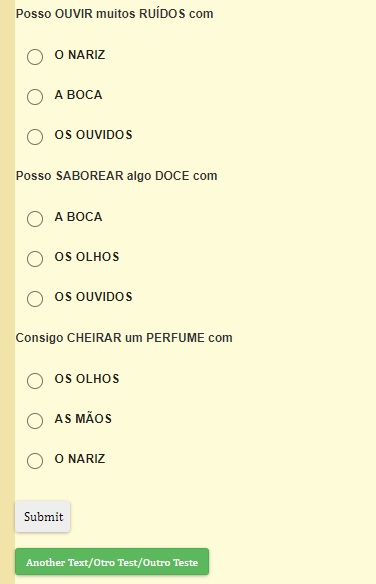 Posso OUVIR muitos RUÍDOS com
O NARIZ
A BOCA
OS OUVIDOS
Posso SABOREAR algo DOCE com
A BOCA
OS OLHOS
OS OUVIDOS
Consigo CHEIRAR um PERFUME com
OS OLHOS
AS MÃOS
O NARIZ
Submit
Another Text/Otro Test/Outro Teste